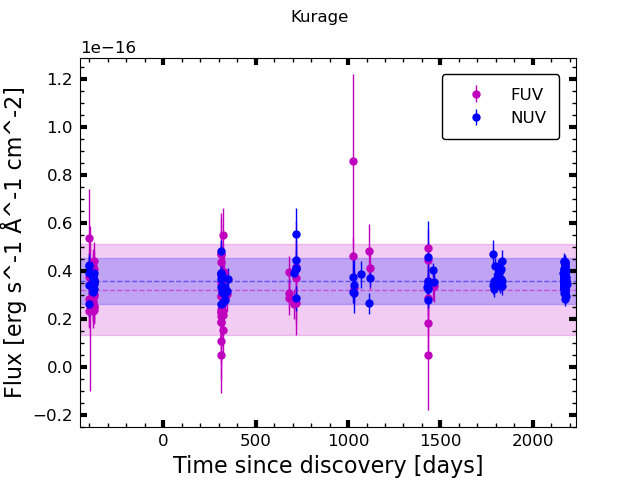 Kurage
1e−16
Flux [erg s^-1 Å^-1 cm^-2]
1.2
1.0
0.8
0.6
0.4
0.2
0.0
−0.2
FUV
NUV
0 500 1000 1500 2000
Time since discovery [days]